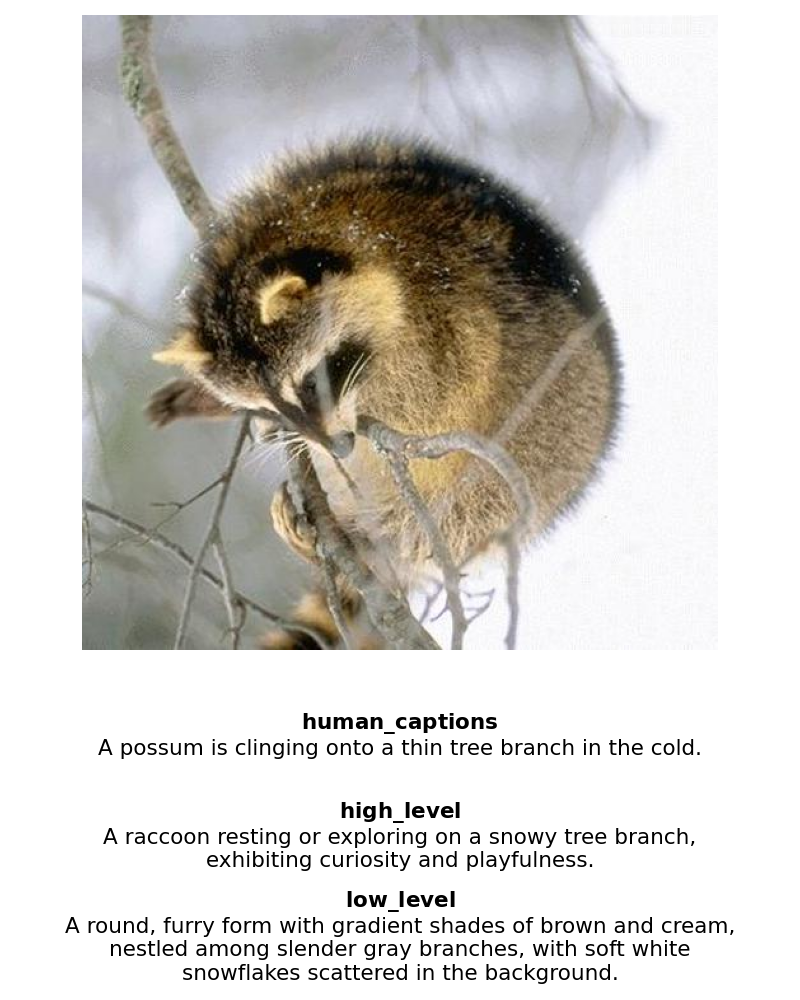 human_captions
A possum is clinging onto a thin tree branch in the cold.
high_level
A raccoon resting or exploring on a snowy tree branch,
exhibiting curiosity and playfulness.
low_level
A round, furry form with gradient shades of brown and cream,
nestled among slender gray branches, with soft white
snowflakes scattered in the background.